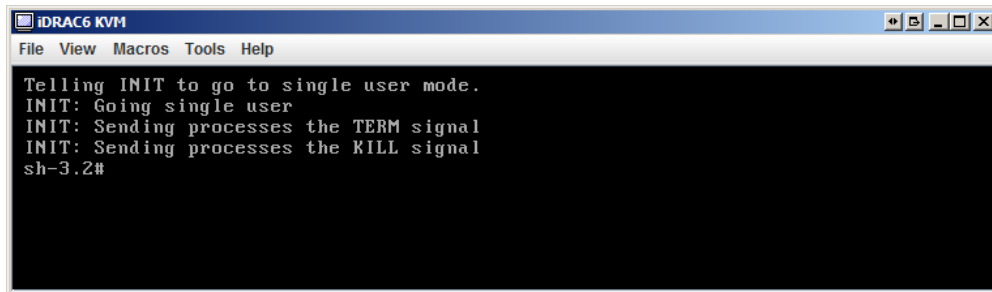 iDRAC6 KVM
File View Macros Tools Help
Telling INIT to go to single user mode.
INIT: Going single user
INIT: Sending processes the TERM signal
INIT: Sending processes the KILL signal
sh-3.2#